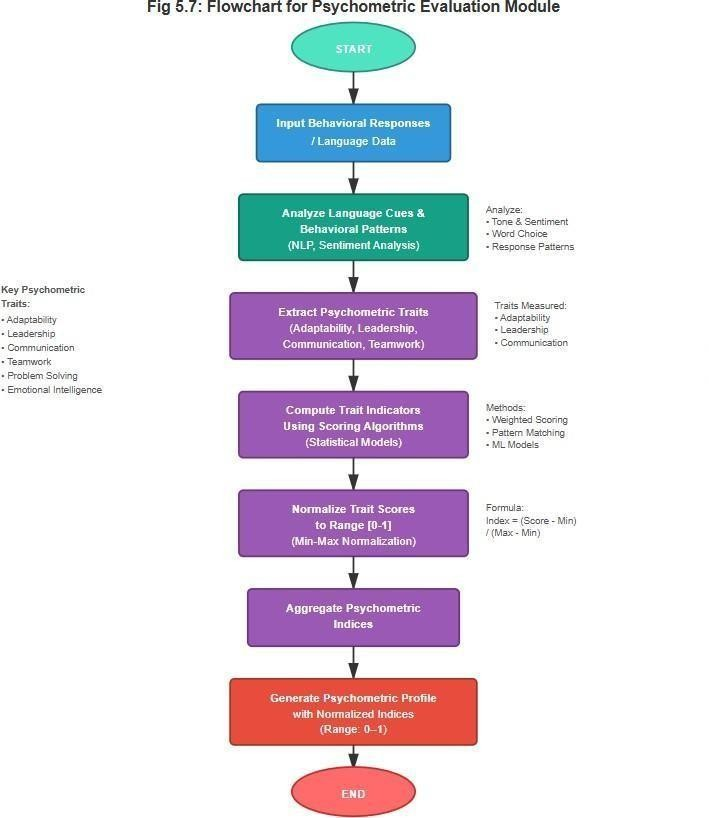 Fig 5.7: Flowchart for Psychometric Evaluation Module
START
Input Behavioral Responses
/ Language Data
Analyze Language Cues &
Behavioral Patterns
(NLP, Sentiment Analysis)
Analyze:
• Tone & Sentiment
• Word Choice
• Response Patterns
Key Psychometric
Traits:
• Adaptability
• Leadership
• Communication
• Teamwork
• Problem Solving
• Emotional Intelligence
Extract Psychometric Traits
(Adaptability, Leadership,
Communication, Teamwork)
Traits Measured:
• Adaptability
• Leadership
• Communication
Compute Trait Indicators
Using Scoring Algorithms
(Statistical Models)
Methods:
• Weighted Scoring
• Pattern Matching
• ML Models
Normalize Trait Scores
to Range [0-1]
(Min-Max Normalization)
Formula:
Index = (Score - Min)
/ (Max - Min)
Aggregate Psychometric
Indices
Generate Psychometric Profile
with Normalized Indices
(Range: 0–1)
END